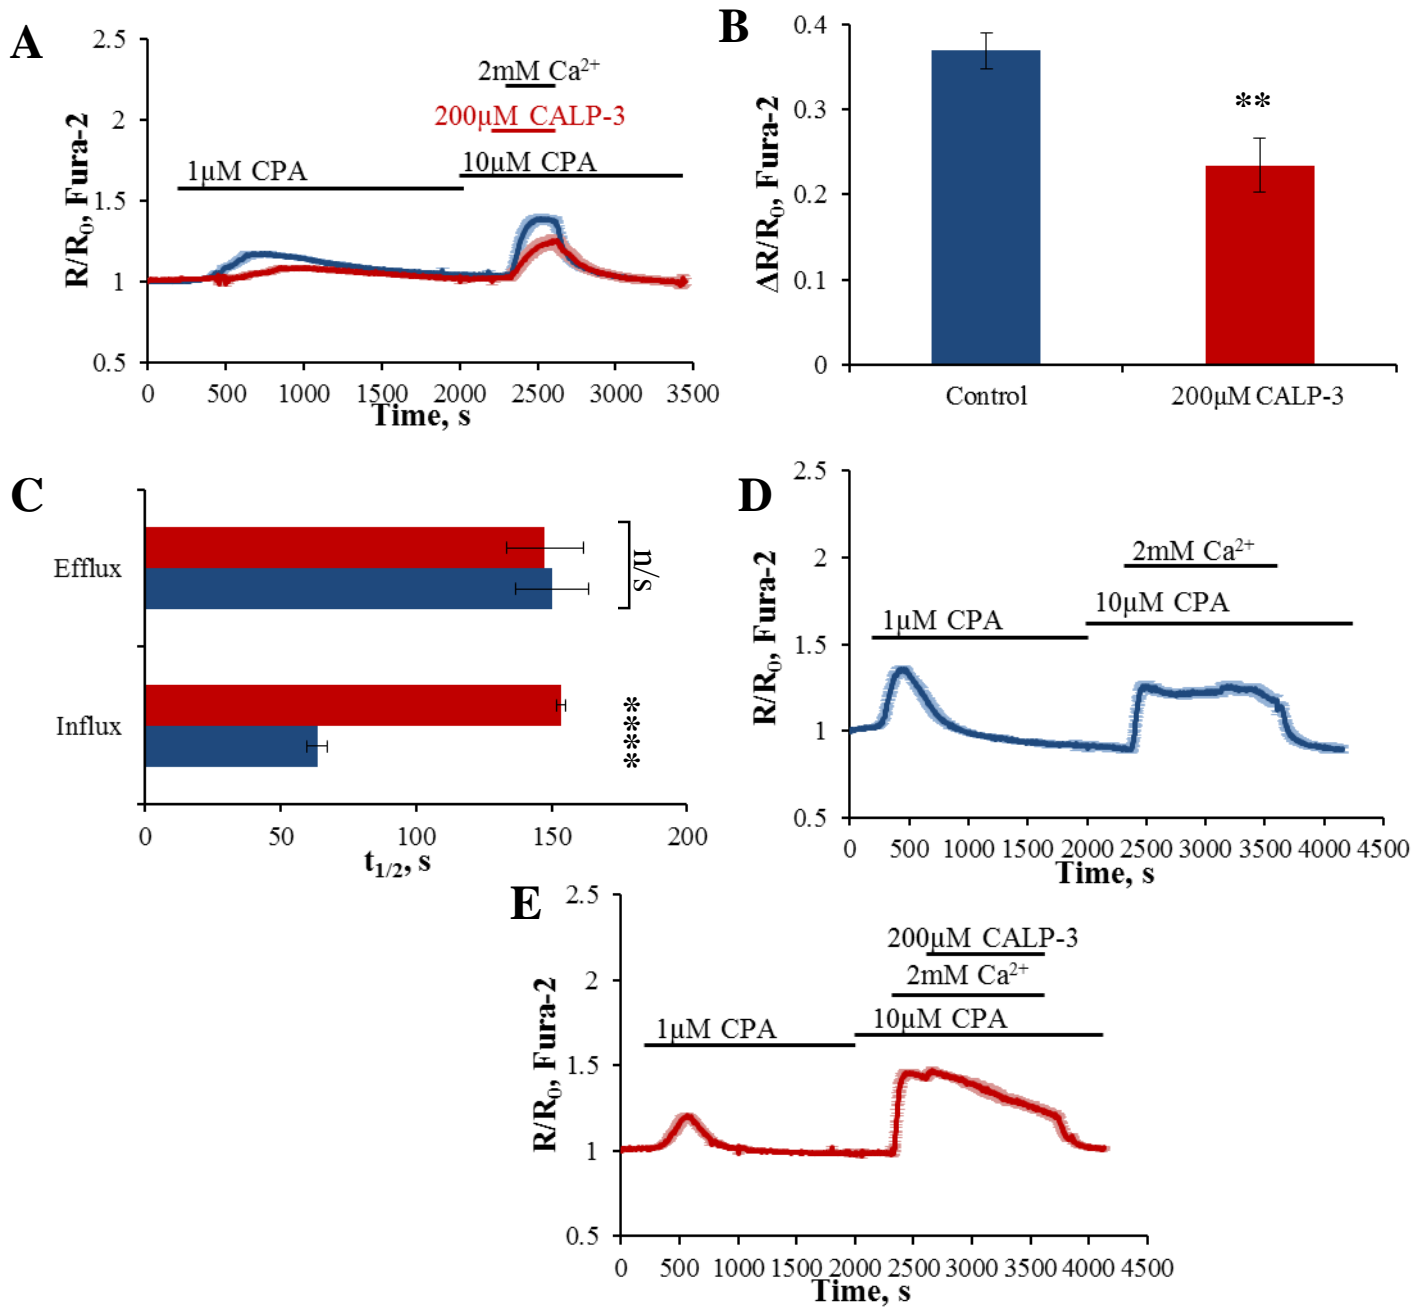 A
2.5
2
1.5
1
0.5
R/R0, Fura-2
2mM Ca2+
200µM CALP-3
10µM CPA
1µM CPA
0 500 1000 1500 2000 2500 3000 3500
Time, s
B
0.4
0.3
0.2
0.1
0
ΔR/R0, Fura-2
**
Control 200µM CALP-3
C
Efflux
n/s
Influx
****
0 50 100 150 200
t1/2, s
D
2.5
2
1.5
1
0.5
R/R0, Fura-2
2mM Ca2+
10µM CPA
1µM CPA
0 500 1000 1500 2000 2500 3000 3500 4000 4500
Time, s
E
2.5
2
1.5
1
0.5
R/R0, Fura-2
200µM CALP-3
2mM Ca2+
10µM CPA
1µM CPA
0 500 1000 1500 2000 2500 3000 3500 4000 4500
Time, s